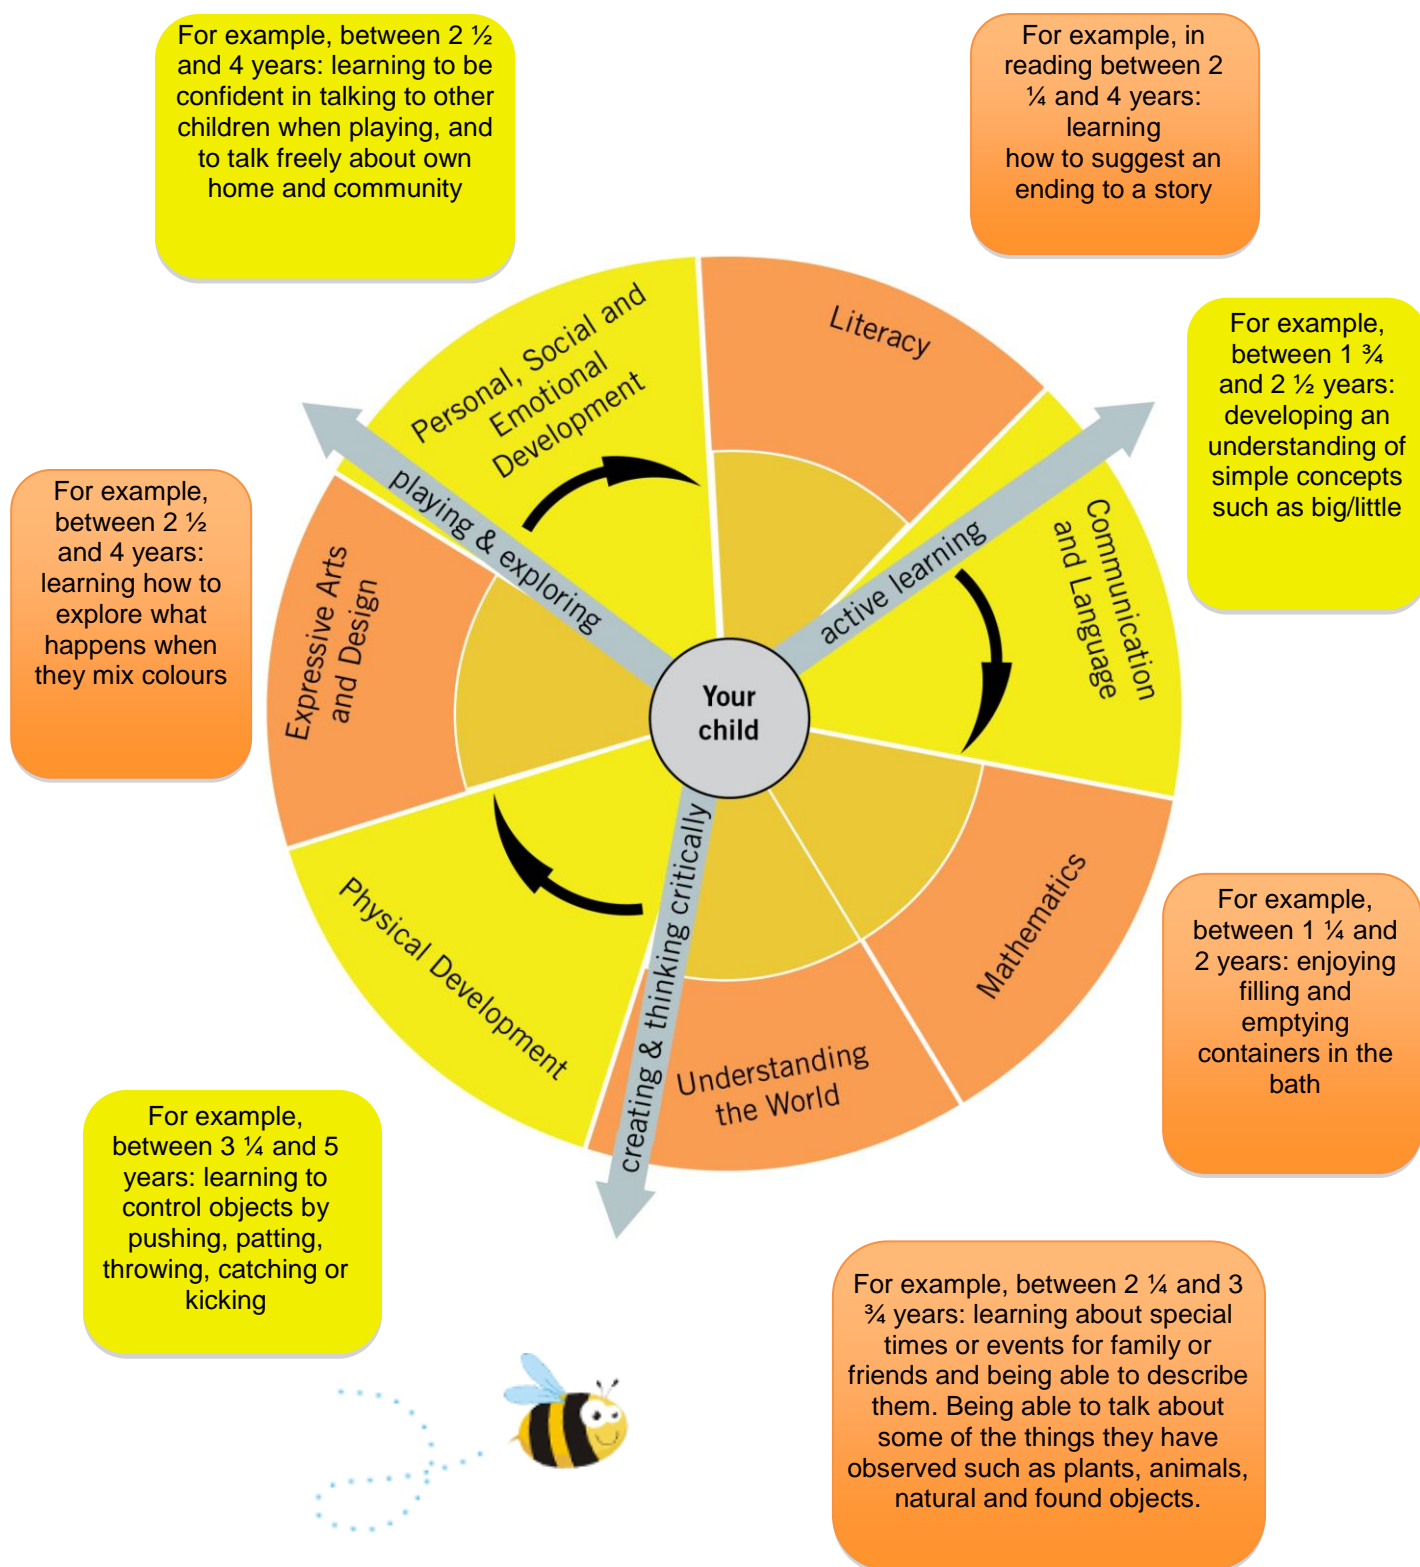 For example, between 2 ½
and 4 years: learning to be
confident in talking to other
children when playing, and
to talk freely about own
home and community
For example, in
reading between 2
¼ and 4 years:
learning
how to suggest an
ending to a story
For example,
between 1 ¾
and 2 ½ years:
developing an
understanding of
simple concepts
such as big/little
For example,
between 2 ½
and 4 years:
learning how to
explore what
happens when
they mix colours
Personal, Social and
Emotional
Development
Literacy
Communication
and Language
Expressive Arts
and Design
playing & exploring
active learning
Your
child
creating & thinking critically
Physical Development
Understanding
the World
Mathematics
For example,
between 1 ¼ and
2 years: enjoying
filling and
emptying
containers in the
bath
For example,
between 3 ¼ and 5
years: learning to
control objects by
pushing, patting,
throwing, catching or
kicking
For example, between 2 ¼ and 3
¾ years: learning about special
times or events for family or
friends and being able to describe
them. Being able to talk about
some of the things they have
observed such as plants, animals,
natural and found objects.